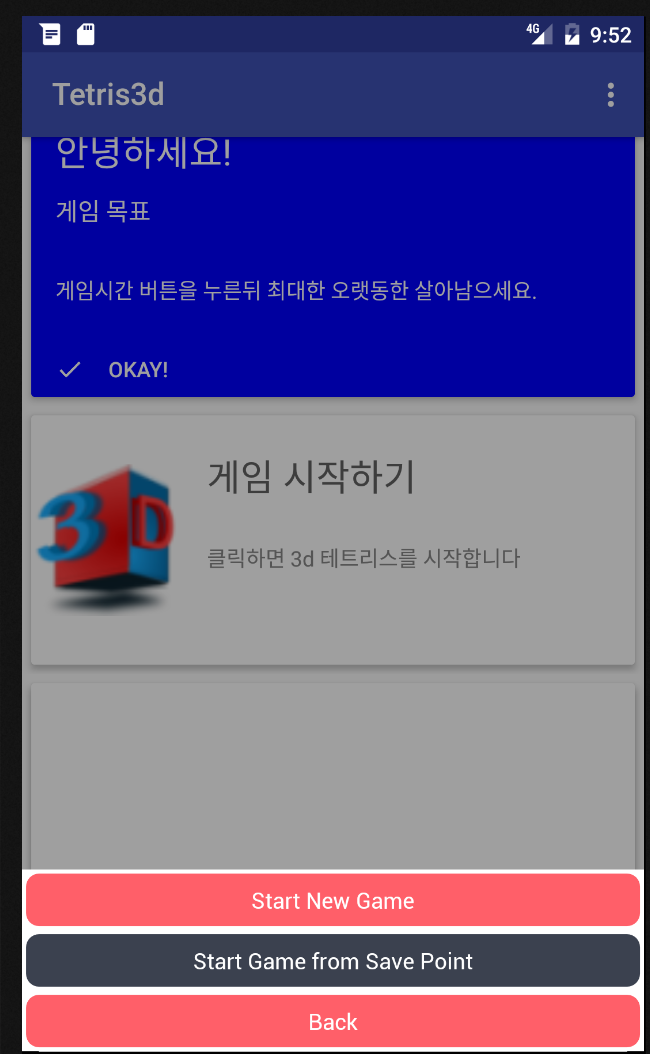 4G 9:52
Tetris3d
안녕하세요!
게임 목표
게임시간 버튼을 누른뒤 최대한 오랫동한 살아남으세요.
OKAY!
3D
게임 시작하기
클릭하면 3d 테트리스를 시작합니다
Start New Game
Start Game from Save Point
Back